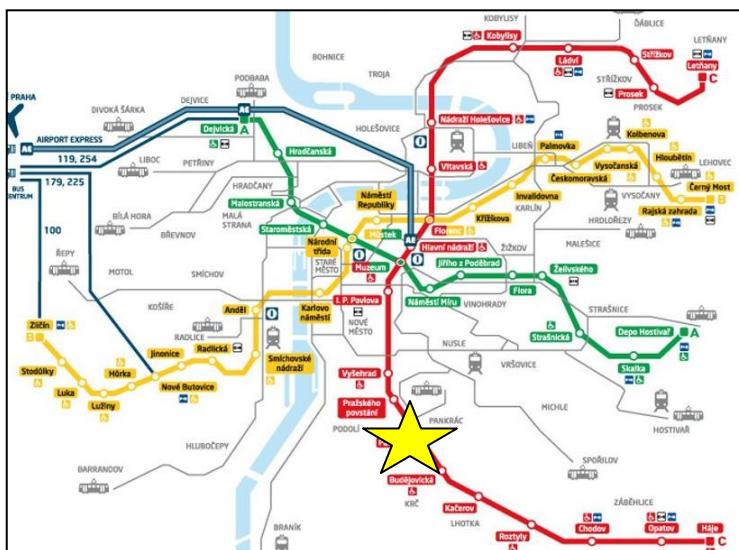 KOBYLISY
ĎÁBLICE
Kobylisy
Ládví
Střížkov
LETŇANY
Letňany
C
BOHNICE
TROJA
STŘÍŽKOV
Prosek
PROSEK
PODBABA
DEJVICE
DIVOKÁ ŠÁRKA
PRAHA
AIRPORT EXPRESS
AE
119, 254
179, 225
BUS
100
Dejvická
A
HOLEŠOVICE
Nádraží Holešovice
LIBEŇ
Palmovka
Kolbenova
Vysočanská
Hloubětín
LEHOVEC
Hradčanská
LIBOC
PETŘINY
Vltavská
Českomoravská
VYSOČANY
Černý Most
B
HRADČANY
Malostranská
MALÁ
STRANA
Náměstí
Republiky
Invalidovna
KARLÍN
Křižíkova
HRDLOŘEZY
Rajská zahrada
BÍLÁ HORA
BŘEVNOV
Staroměstská
Můstek
Florenc
MALEŠICE
Národní
třída
STARÉ
MĚSTO
AE
Hlavní nádraží
ŽIŽKOV
ŘEPY
MOTOL
SMÍCHOV
Muzeum
Jiřího z Poděbrad
Želivského
KOŠÍŘE
Karlovo
náměstí
I. P. Pavlova
Náměstí Míru
VINOHRADY
Flora
STRAŠNICE
Anděl
NOVÉ
MĚSTO
B
Zličín
RADLICE
Radlická
NUSLE
Strašnická
Depo Hostivař
A
Stodůlky
Jinonice
Smíchovské
nádraží
VRŠOVICE
Luka
Hůrka
Nové Butovice
Vyšehrad
Skalka
Lužiny
Pražského
povstání
MICHLE
PODOLÍ
PANKRÁC
HOSTIVAŘ
HLUBOČEPY
SPOŘILOV
BARRANDOV
Budějovická
KRČ
Kačerov
ZÁBĚHLICE
LHOTKA
BRANÍK
Roztyly
Chodov
Opatov
Háje
C